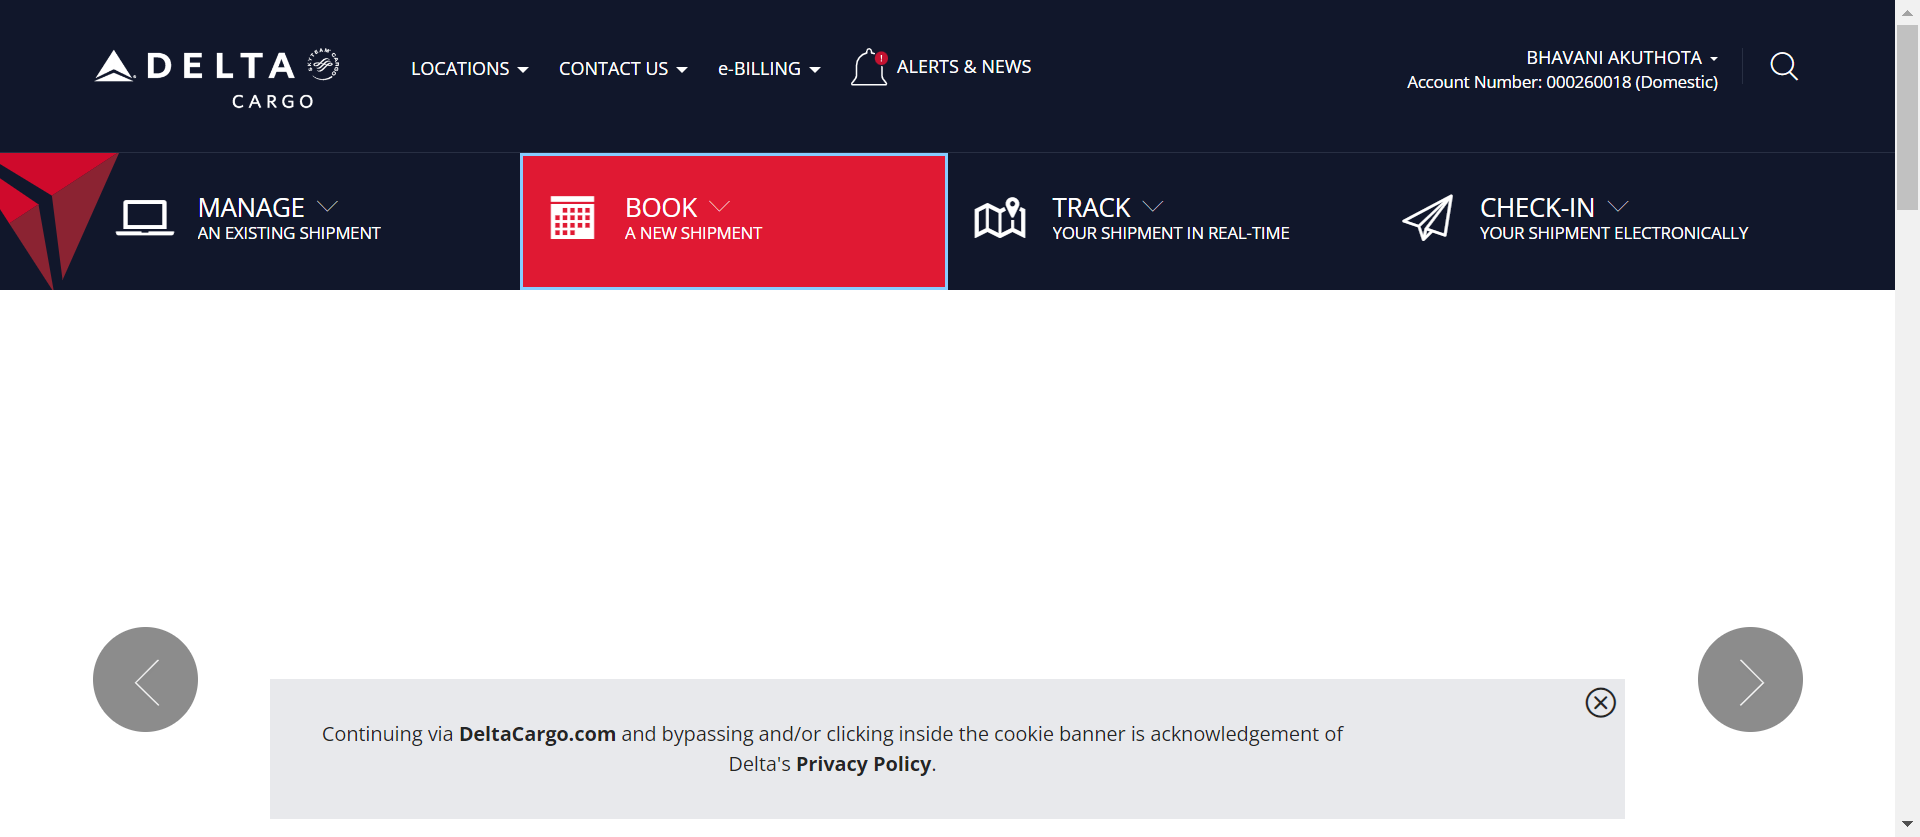 DELTA
CARGO
LOCATIONS
CONTACT US
e-BILLING
!
ALERTS & NEWS
BHAVANI AKUTHOTA
Account Number: 000260018 (Domestic)
MANAGE
AN EXISTING SHIPMENT
BOOK
A NEW SHIPMENT
TRACK
YOUR SHIPMENT IN REAL-TIME
CHECK-IN
YOUR SHIPMENT ELECTRONICALLY
Continuing via DeltaCargo.com and bypassing and/or clicking inside the cookie banner is acknowledgement of
Delta's Privacy Policy.